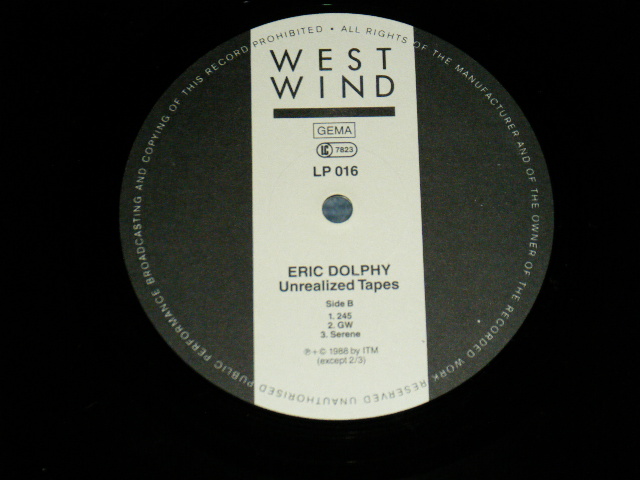 WEST
WIND
GEMA
LC 7823
LP 016
ERIC DOLPHY
Unrealized Tapes
Side B
1. 245
2. GW
3. Serene
℗ + © 1988 by ITM
(except 2/3)
ALL RIGHTS OF THE MANUFACTURER AND OF THE OWNER OF THE RECORDED WORK RESERVED UNAUTHORISED PUBLIC PERFORMANCE BROADCASTING AND COPYING OF THIS RECORD PROHIBITED •